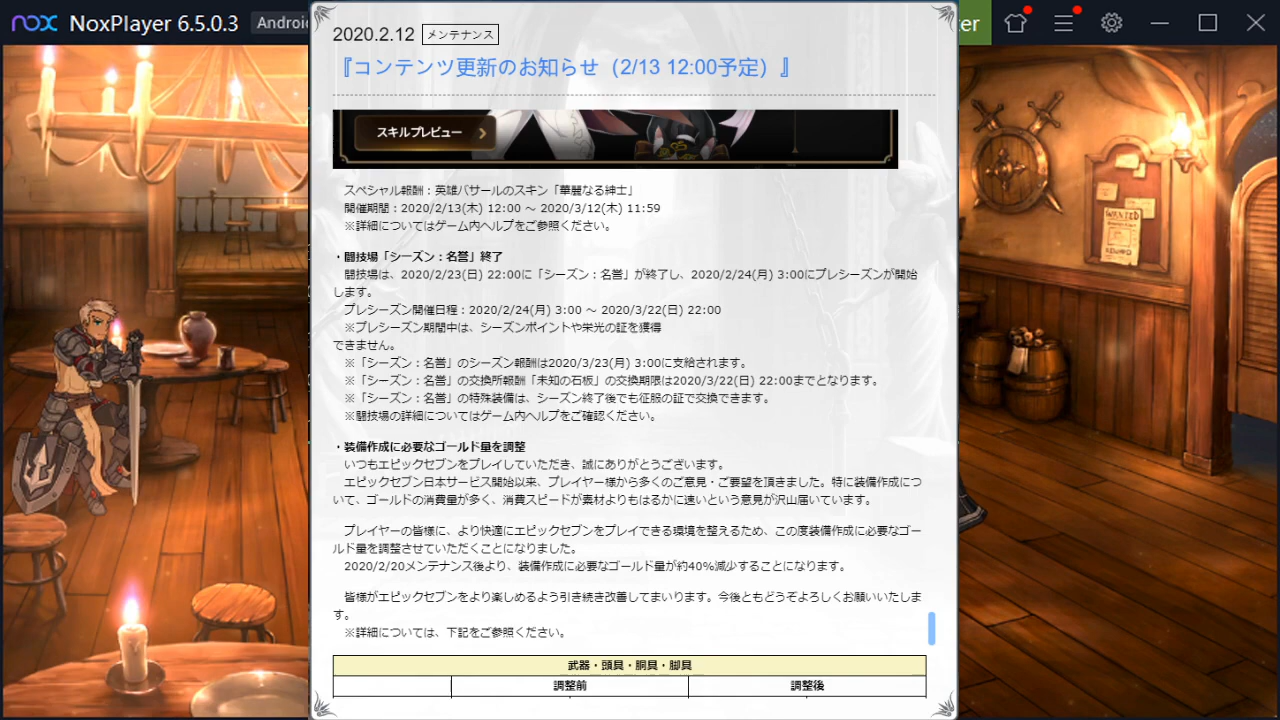 nox NoxPlayer 6.5.0.3 Androi
er
2020.2.12 メンテナンス
『コンテンツ更新のお知らせ（2/13 12:00予定）』
スキルプレビュー
スペシャル報酬：英雄バサールのスキン「華麗なる紳士」
開催期間：2020/2/13(木) 12:00 ～ 2020/3/12(木) 11:59
※詳細についてはゲーム内ヘルプをご参照ください。
・闘技場「シーズン：名誉」終了
闘技場は、2020/2/23(日) 22:00に「シーズン：名誉」が終了し、2020/2/24(月) 3:00にプレシーズンが開始
します。
プレシーズン開催日程：2020/2/24(月) 3:00 ～ 2020/3/22(日) 22:00
※プレシーズン期間中は、シーズンポイントや栄光の証を獲得
できません。
※「シーズン：名誉」のシーズン報酬は2020/3/23(月) 3:00に支給されます。
※「シーズン：名誉」の交換所報酬「未知の石板」の交換期限は2020/3/22(日) 22:00までとなります。
※「シーズン：名誉」の特殊装備は、シーズン終了後でも征服の証で交換できます。
※闘技場の詳細についてはゲーム内ヘルプをご確認ください。
・装備作成に必要なゴールド量を調整
いつもエピックセブンをプレイしていただき、誠にありがとうございます。
エピックセブン日本サービス開始以来、プレイヤー様から多くのご意見・ご要望を頂きました。特に装備作成につ
いて、ゴールドの消費量が多く、消費スピードが素材よりもはるかに速いという意見が沢山届いています。
プレイヤーの皆様に、より快適にエピックセブンをプレイできる環境を整えるため、この度装備作成に必要なゴー
ルド量を調整させていただくことになりました。
2020/2/20メンテナンス後より、装備作成に必要なゴールド量が約40%減少することになります。
皆様がエピックセブンをより楽しめるよう引き続き改善してまいります。今後ともどうぞよろしくお願いいたしま
す。
※詳細については、下記をご参照ください。
武器・頭具・胴具・脚具
調整前 調整後
WANTED